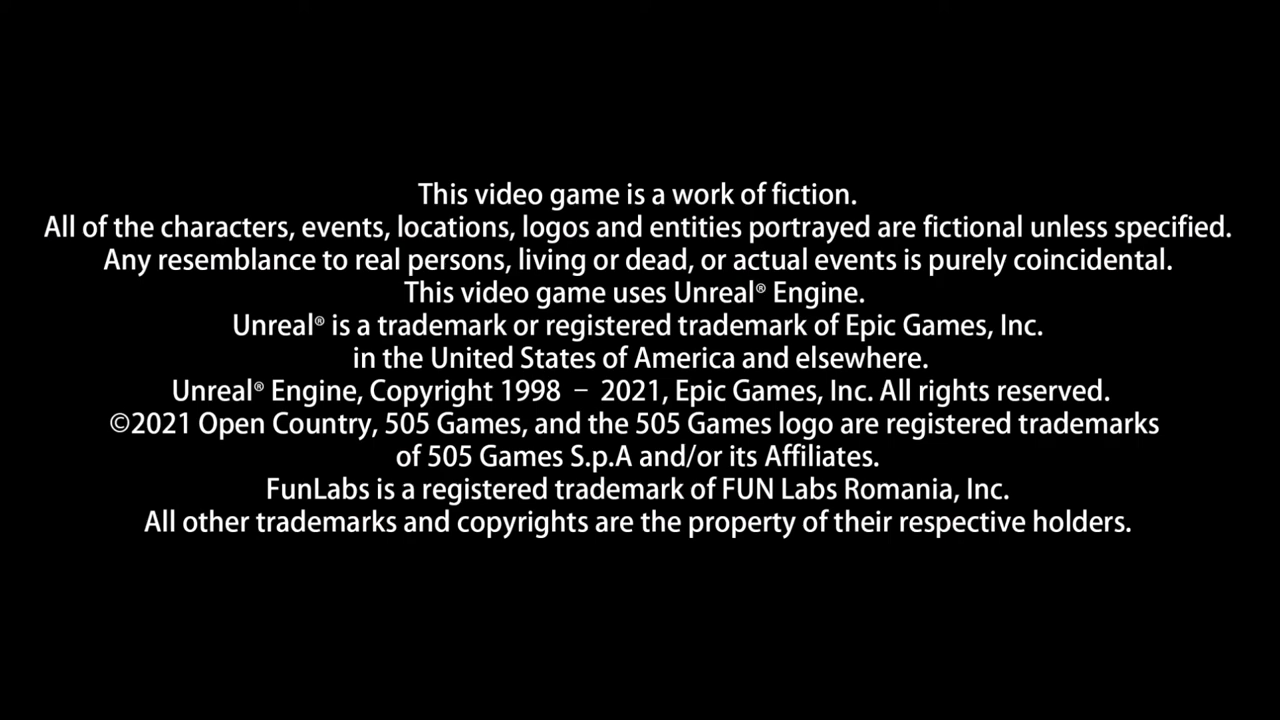 This video game is a work of fiction.
All of the characters, events, locations, logos and entities portrayed are fictional unless specified.
Any resemblance to real persons, living or dead, or actual events is purely coincidental.
This video game uses Unreal® Engine.
Unreal® is a trademark or registered trademark of Epic Games, Inc.
in the United States of America and elsewhere.
Unreal® Engine, Copyright 1998 – 2021, Epic Games, Inc. All rights reserved.
©2021 Open Country, 505 Games, and the 505 Games logo are registered trademarks
of 505 Games S.p.A and/or its Affiliates.
FunLabs is a registered trademark of FUN Labs Romania, Inc.
All other trademarks and copyrights are the property of their respective holders.